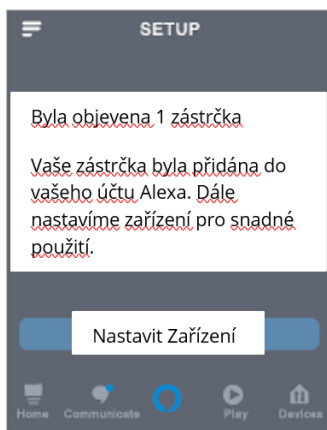 SETUP
Byla objevena 1 zástrčka
Vaše zástrčka byla přidána do
vašeho účtu Alexa. Dále
nastavíme zařízení pro snadné
použití.
Nastavit Zařízení
Home Communicate Play Devices